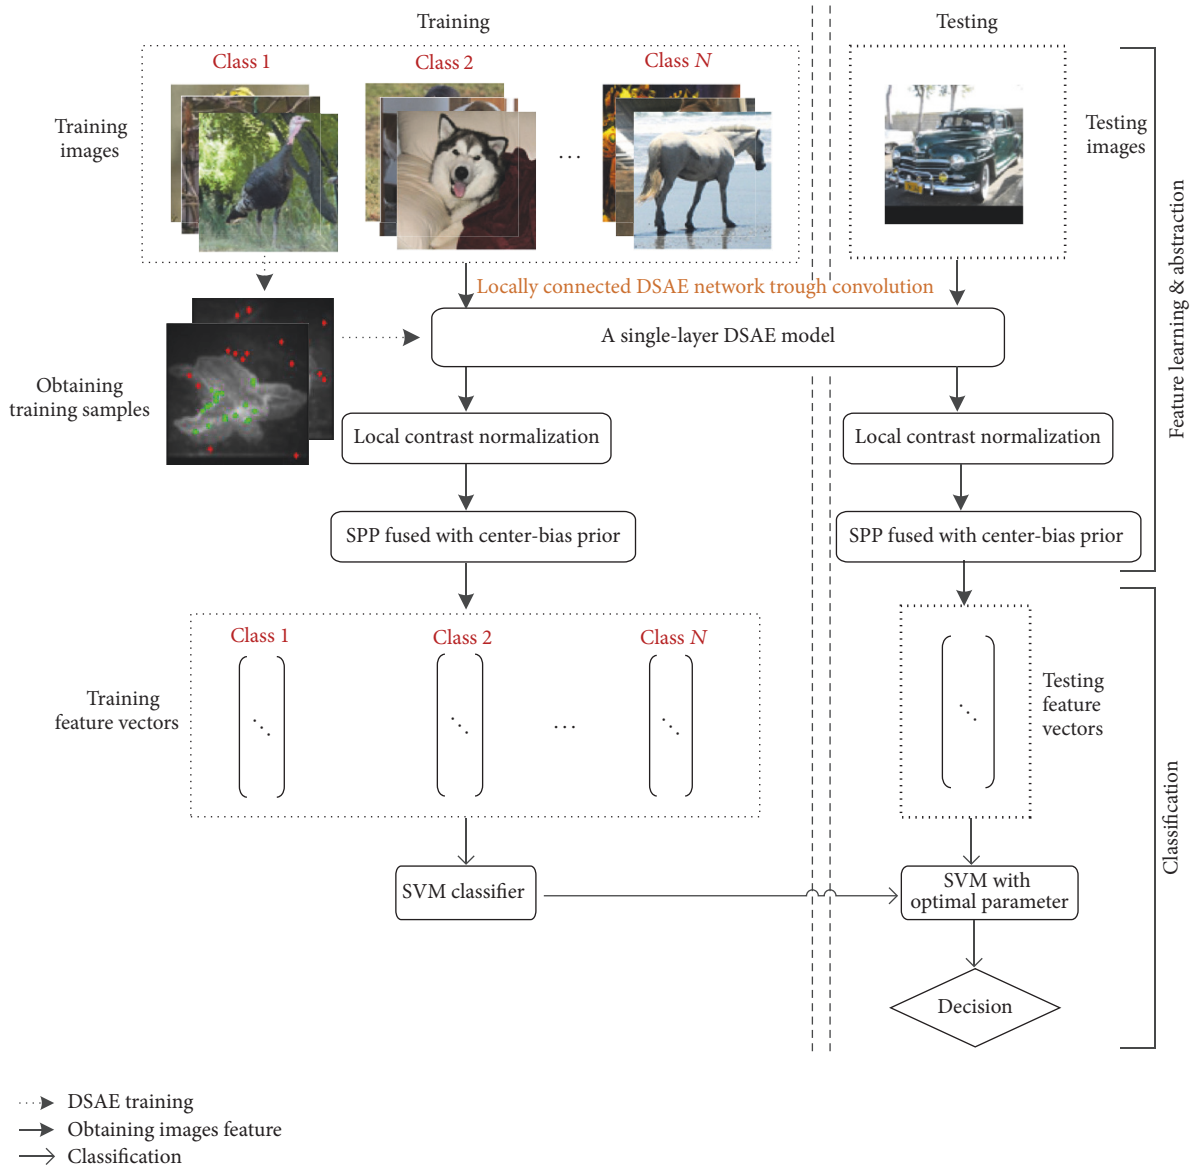 Training
Testing
Class 1
Class 2
Class N
Training
images
...
Testing
images
Feature learning & abstraction
Locally connected DSAE network trough convolution
A single-layer DSAE model
Obtaining
training samples
Local contrast normalization
Local contrast normalization
SPP fused with center-bias prior
SPP fused with center-bias prior
Class 1
Class 2
Class N
Training
feature vectors
...
Testing
feature
vectors
Classification
SVM classifier
SVM with
optimal parameter
Decision
DSAE training
Obtaining images feature
Classification